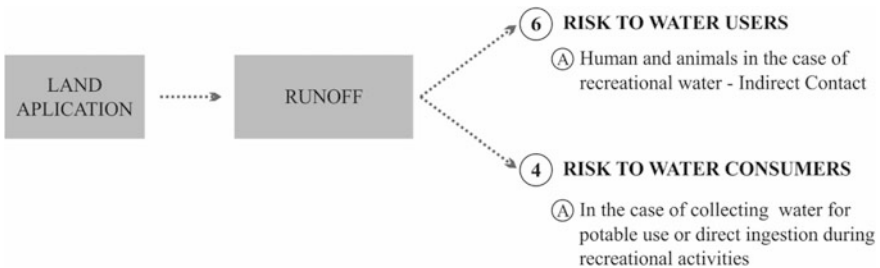 LAND
APLICATION
RUNOFF
6 RISK TO WATER USERS
A Human and animals in the case of
recreational water - Indirect Contact
4 RISK TO WATER CONSUMERS
A In the case of collecting water for
potable use or direct ingestion during
recreational activities